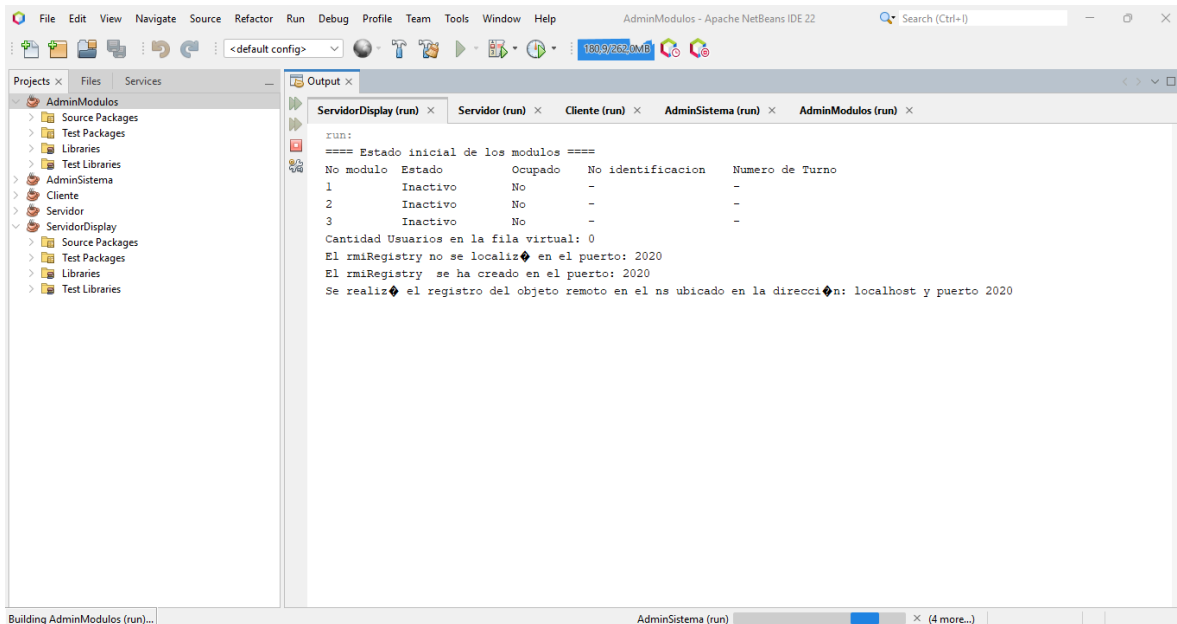 File Edit View Navigate Source Refactor Run Debug Profile Team Tools Window Help AdminModulos - Apache NetBeans IDE 22 Search (Ctrl+I)
<default config> 180,9/262,0MB
Projects Files Services
AdminModulos
Source Packages
Test Packages
Libraries
Test Libraries
AdminSistema
Cliente
Servidor
ServidorDisplay
Source Packages
Test Packages
Libraries
Test Libraries
Output
ServidorDisplay (run) Servidor (run) Cliente (run) AdminSistema (run) AdminModulos (run)
run:
==== Estado inicial de los modulos ====
No modulo Estado Ocupado No identificacion Numero de Turno
1 Inactivo No - -
2 Inactivo No - -
3 Inactivo No - -
Cantidad Usuarios en la fila virtual: 0
El rmiRegistry no se localiz� en el puerto: 2020
El rmiRegistry  se ha creado en el puerto: 2020
Se realiz� el registro del objeto remoto en el ns ubicado en la direcci�n: localhost y puerto 2020
Building AdminModulos (run)... AdminSistema (run) (4 more...)